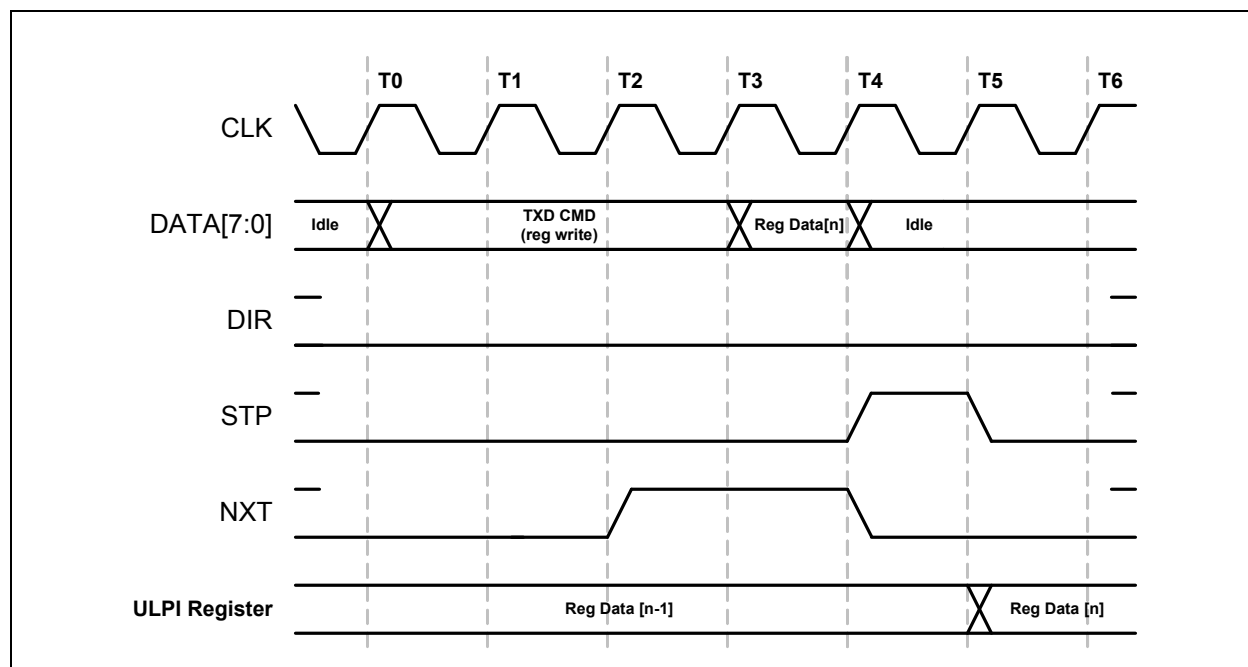 T0 T1 T2 T3 T4 T5 T6
CLK
DATA[7:0]
Idle
TXD CMD
(reg write)
Reg Data[n]
Idle
DIR
STP
NXT
ULPI Register
Reg Data [n-1]
Reg Data [n]